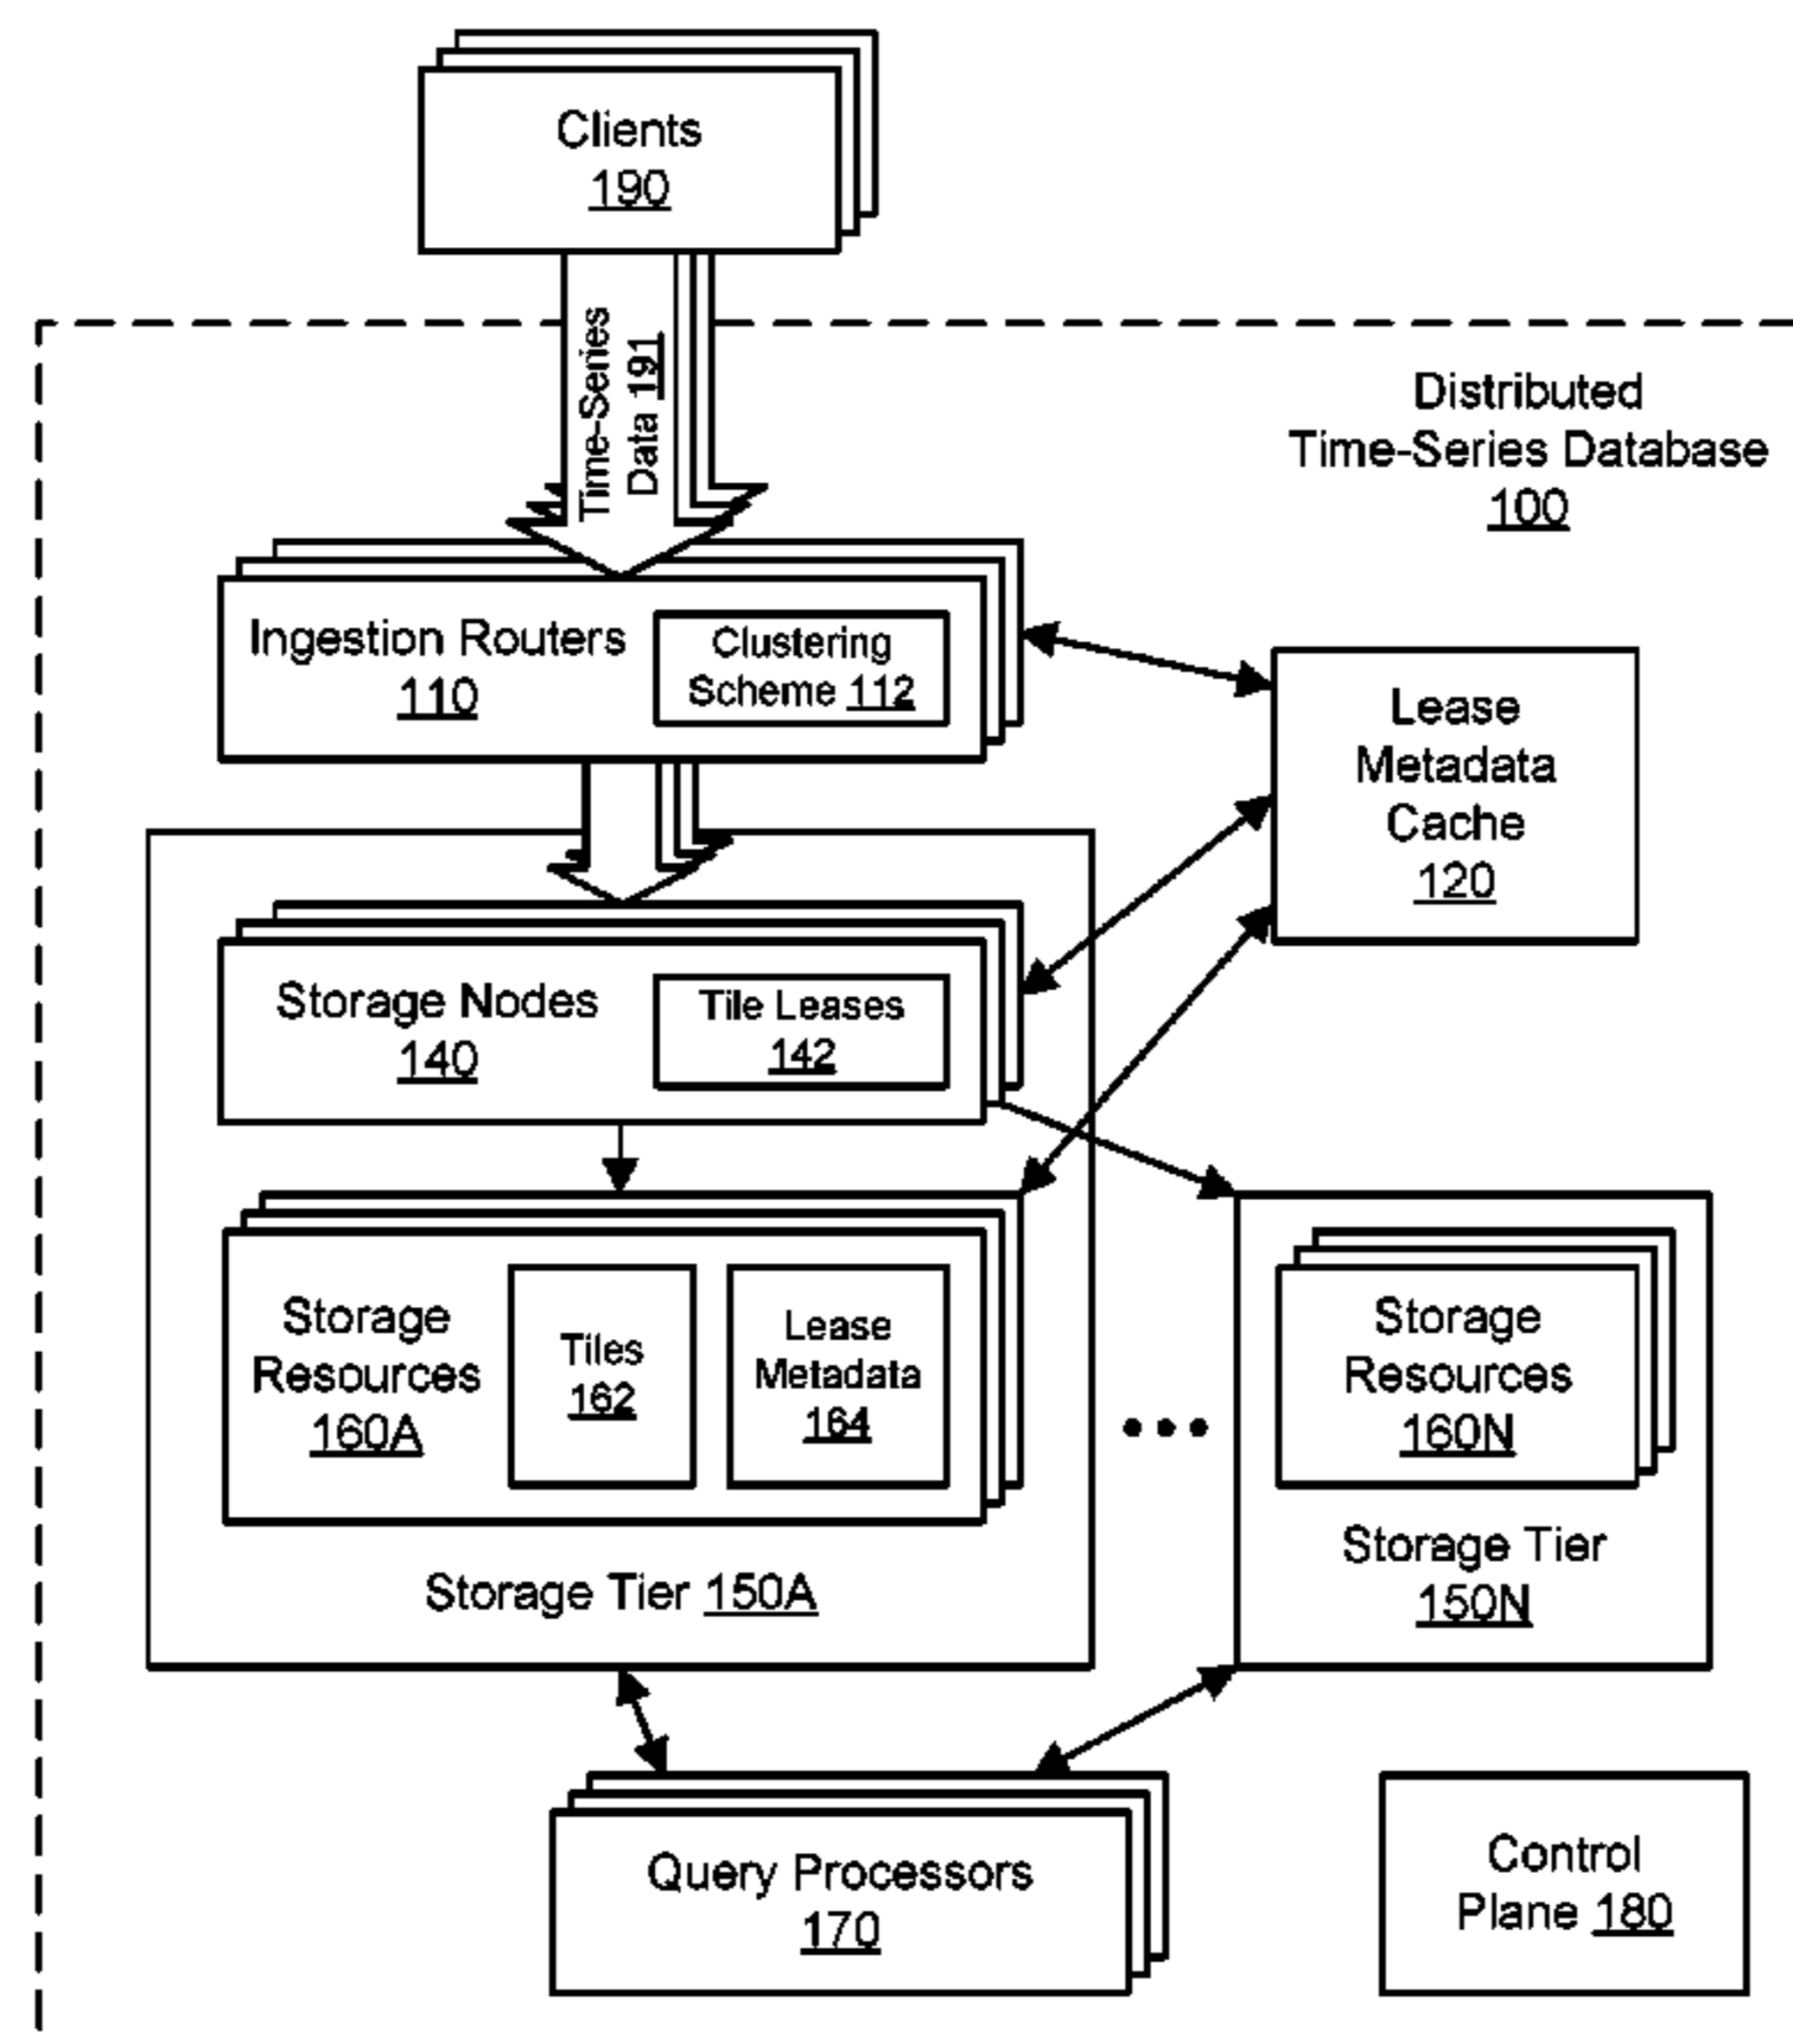 Clients
190
Time-Series
Data 191
Distributed
Time-Series Database
100
Ingestion Routers
110
Clustering
Scheme 112
Lease
Metadata
Cache
120
Storage Nodes
140
Tile Leases
142
Storage
Resources
160A
Tiles
162
Lease
Metadata
164
Storage Tier 150A
Storage
Resources
160N
Storage Tier
150N
Query Processors
170
Control
Plane 180